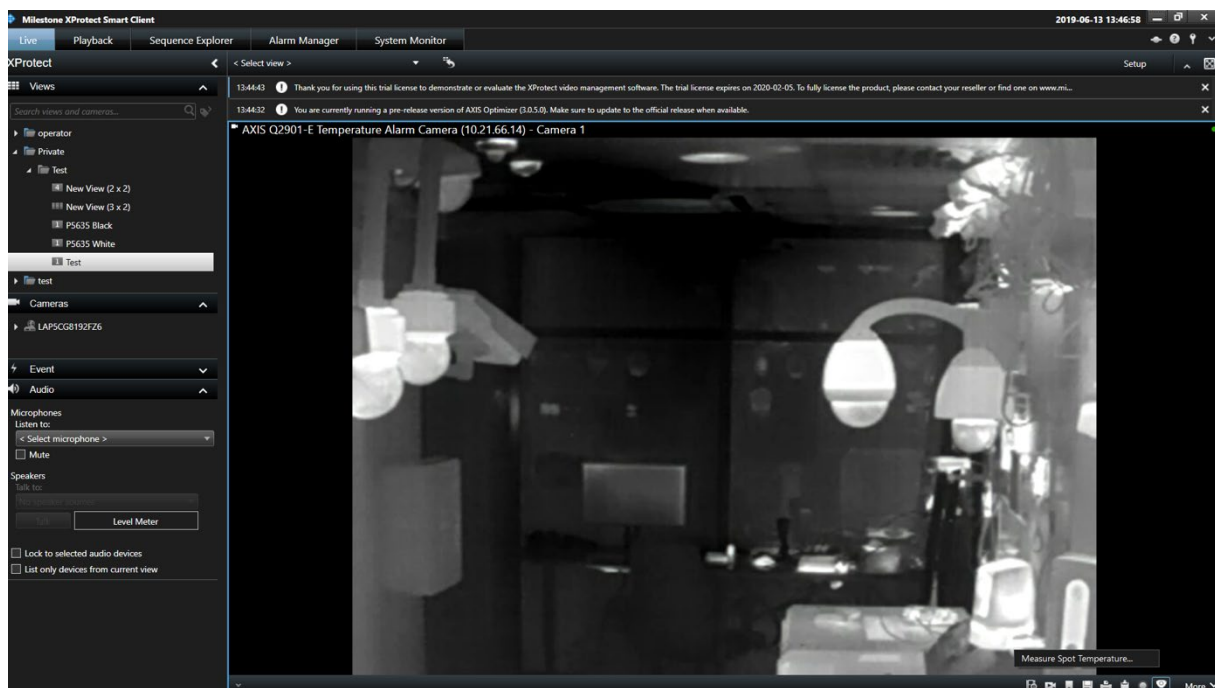 Milestone XProtect Smart Client
2019-06-13 13:46:58
Live Playback Sequence Explorer Alarm Manager System Monitor
XProtect
< Select view >
Setup
Views
13:44:43 Thank you for using this trial license to demonstrate or evaluate the XProtect video management software. The trial license expires on 2020-02-05. To fully license the product, please contact your reseller or find one on www.mi...
Search views and cameras...
13:44:32 You are currently running a pre-release version of AXIS Optimizer (3.0.5.0). Make sure to update to the official release when available.
operator
AXIS Q2901-E Temperature Alarm Camera (10.21.66.14) - Camera 1
Private
Test
4 New View (2 x 2)
New View (3 x 2)
1 P5635 Black
1 P5635 White
1 Test
test
Cameras
LAP5CG8192FZ6
Event
Audio
Microphones
Listen to:
< Select microphone >
Mute
Speakers
Talk to:
Talk Level Meter
Lock to selected audio devices
List only devices from current view
Measure Spot Temperature...
More